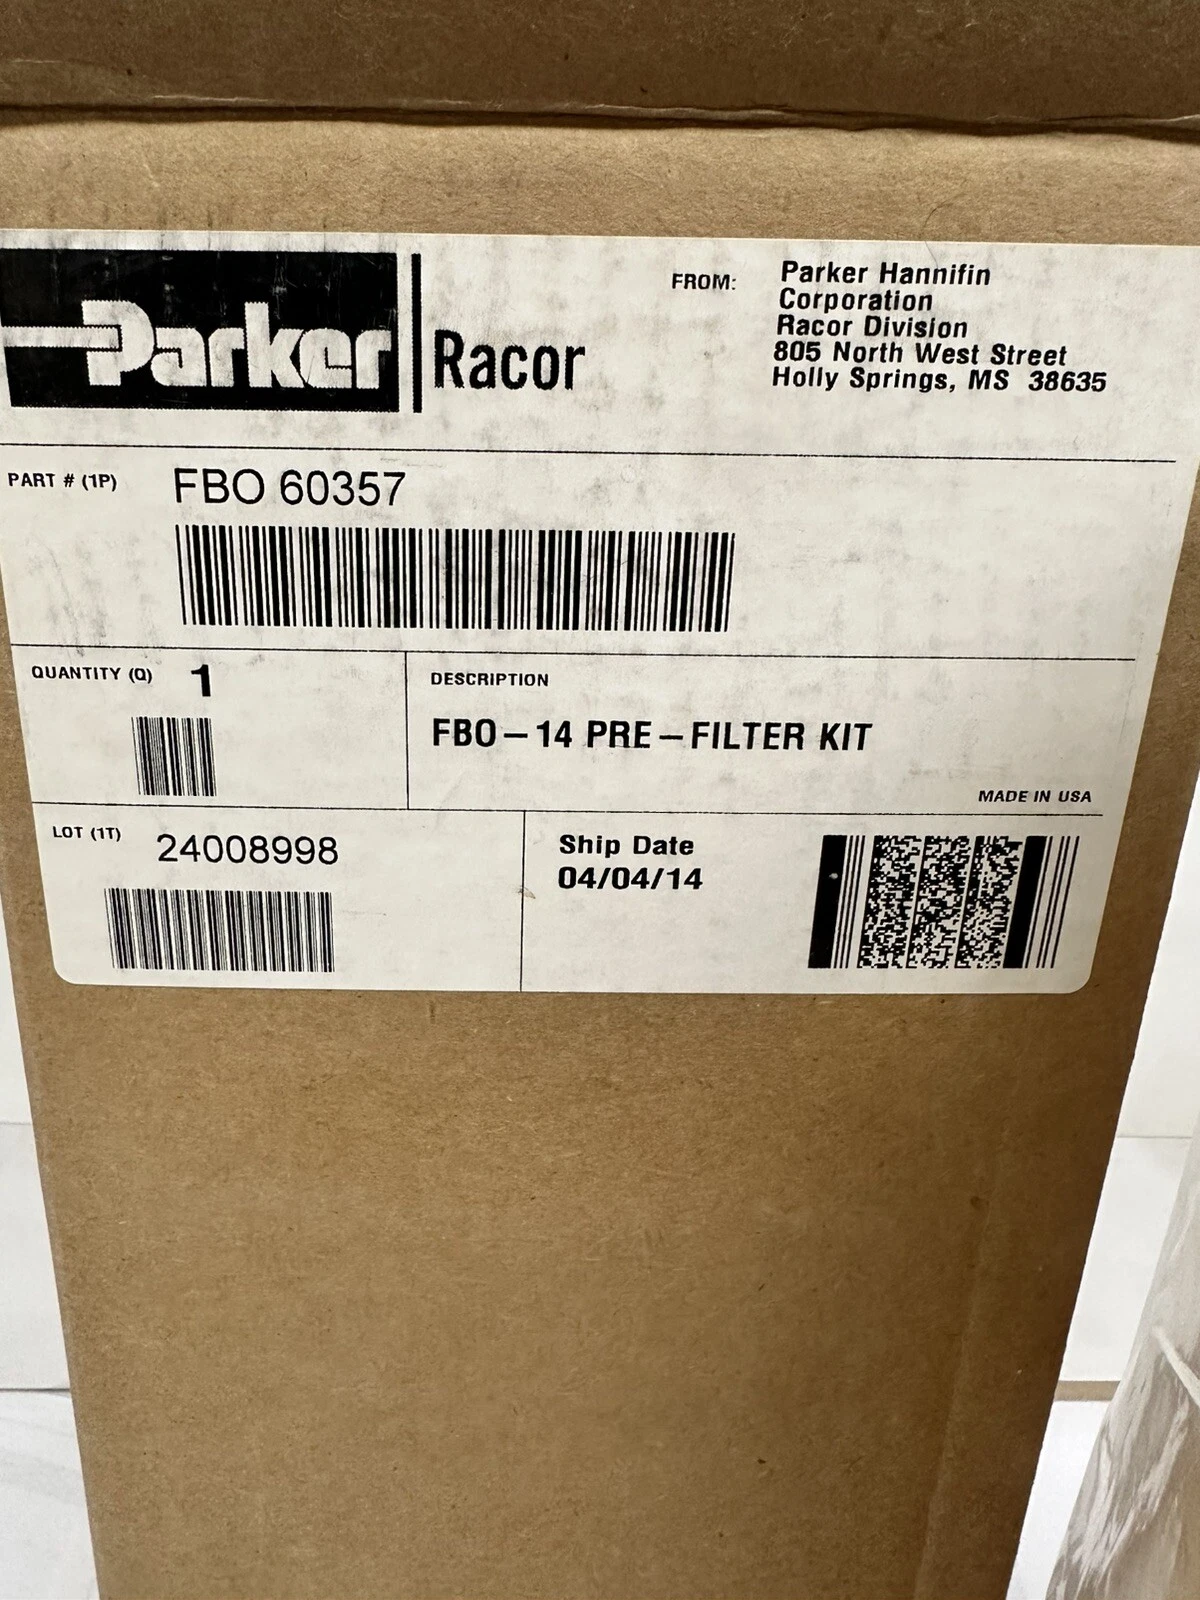 Parker Racor
FROM: Parker Hannifin
Corporation
Racor Division
805 North West Street
Holly Springs, MS 38635
PART # (1P) FBO 60357
QUANTITY (Q) 1
DESCRIPTION
FBO-14 PRE-FILTER KIT
MADE IN USA
LOT (1T) 24008998
Ship Date
04/04/14